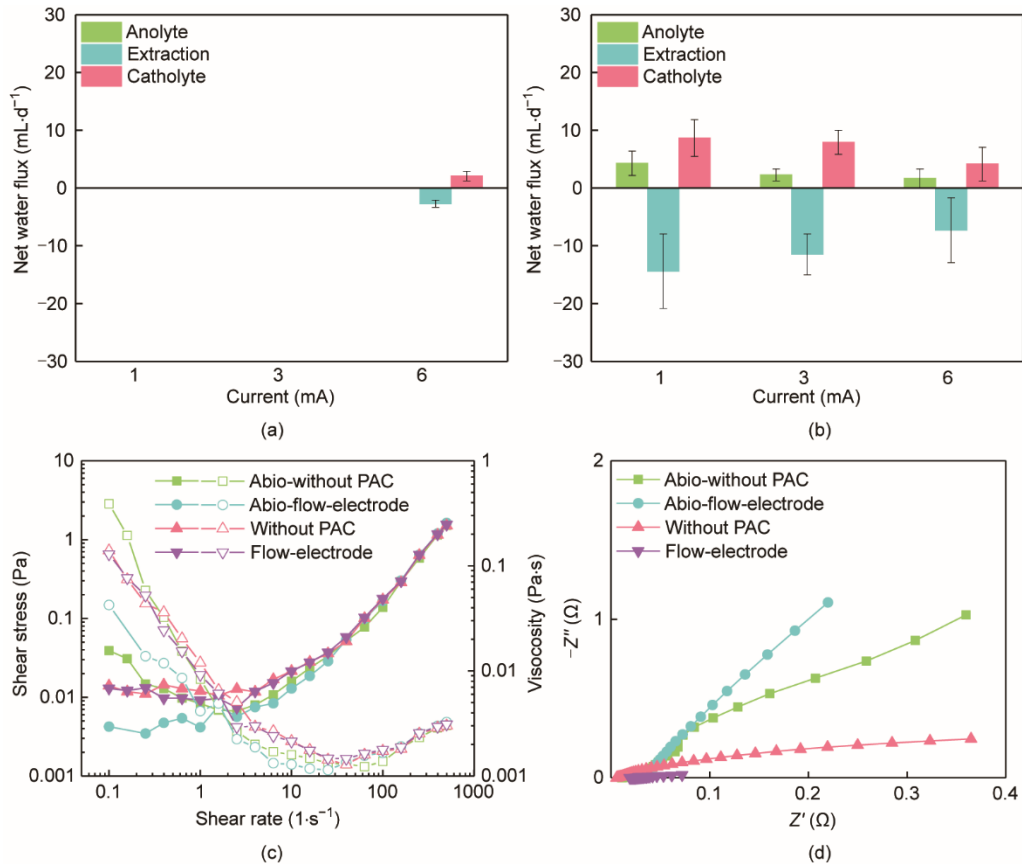 30
20
10
0
−10
−20
−30
Net water flux (mL·d⁻¹)
Anolyte
Extraction
Catholyte
1
3
6
Current (mA)
(a)
30
20
10
0
−10
−20
−30
Net water flux (mL·d⁻¹)
Anolyte
Extraction
Catholyte
1
3
6
Current (mA)
(b)
10
1
0.1
0.01
0.001
Shear stress (Pa)
Abio-without PAC
Abio-flow-electrode
Without PAC
Flow-electrode
1
0.1
0.01
0.001
Visocosity (Pa·s)
0.1
1.0
10
100
1000
Shear rate (1·s⁻¹)
(c)
2
1
0
−Z″ (Ω)
Abio-without PAC
Abio-flow-electrode
Without PAC
Flow-electrode
0.1
0.2
0.3
0.4
Z′ (Ω)
(d)